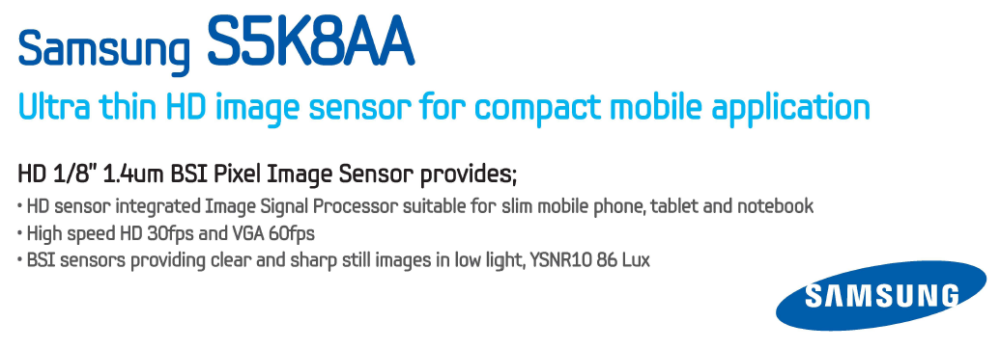 Samsung S5K8AA
Ultra thin HD image sensor for compact mobile application
HD 1/8” 1.4um BSI Pixel Image Sensor provides;
• HD sensor integrated Image Signal Processor suitable for slim mobile phone, tablet and notebook
• High speed HD 30fps and VGA 60fps
• BSI sensors providing clear and sharp still images in low light, YSNR10 86 Lux
SAMSUNG